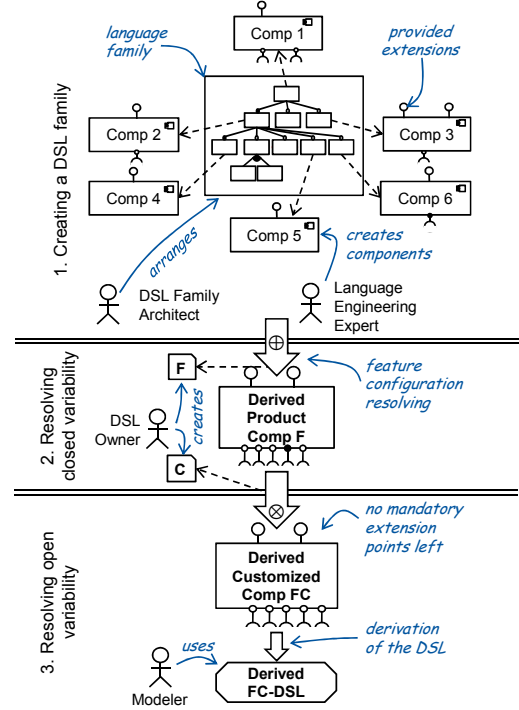 language
family
Comp 1
provided
extensions
Comp 2
Comp 3
Comp 4
Comp 6
Comp 5
1. Creating a DSL family
arranges
creates
components
DSL Family
Architect
Language
Engineering
Expert
⊕
F
feature
configuration
resolving
DSL
Owner
creates
Derived
Product
Comp F
C
2. Resolving
closed variability
⊗
no mandatory
extension
points left
Derived
Customized
Comp FC
3. Resolving open
variability
derivation
of the DSL
uses
Modeler
Derived
FC-DSL